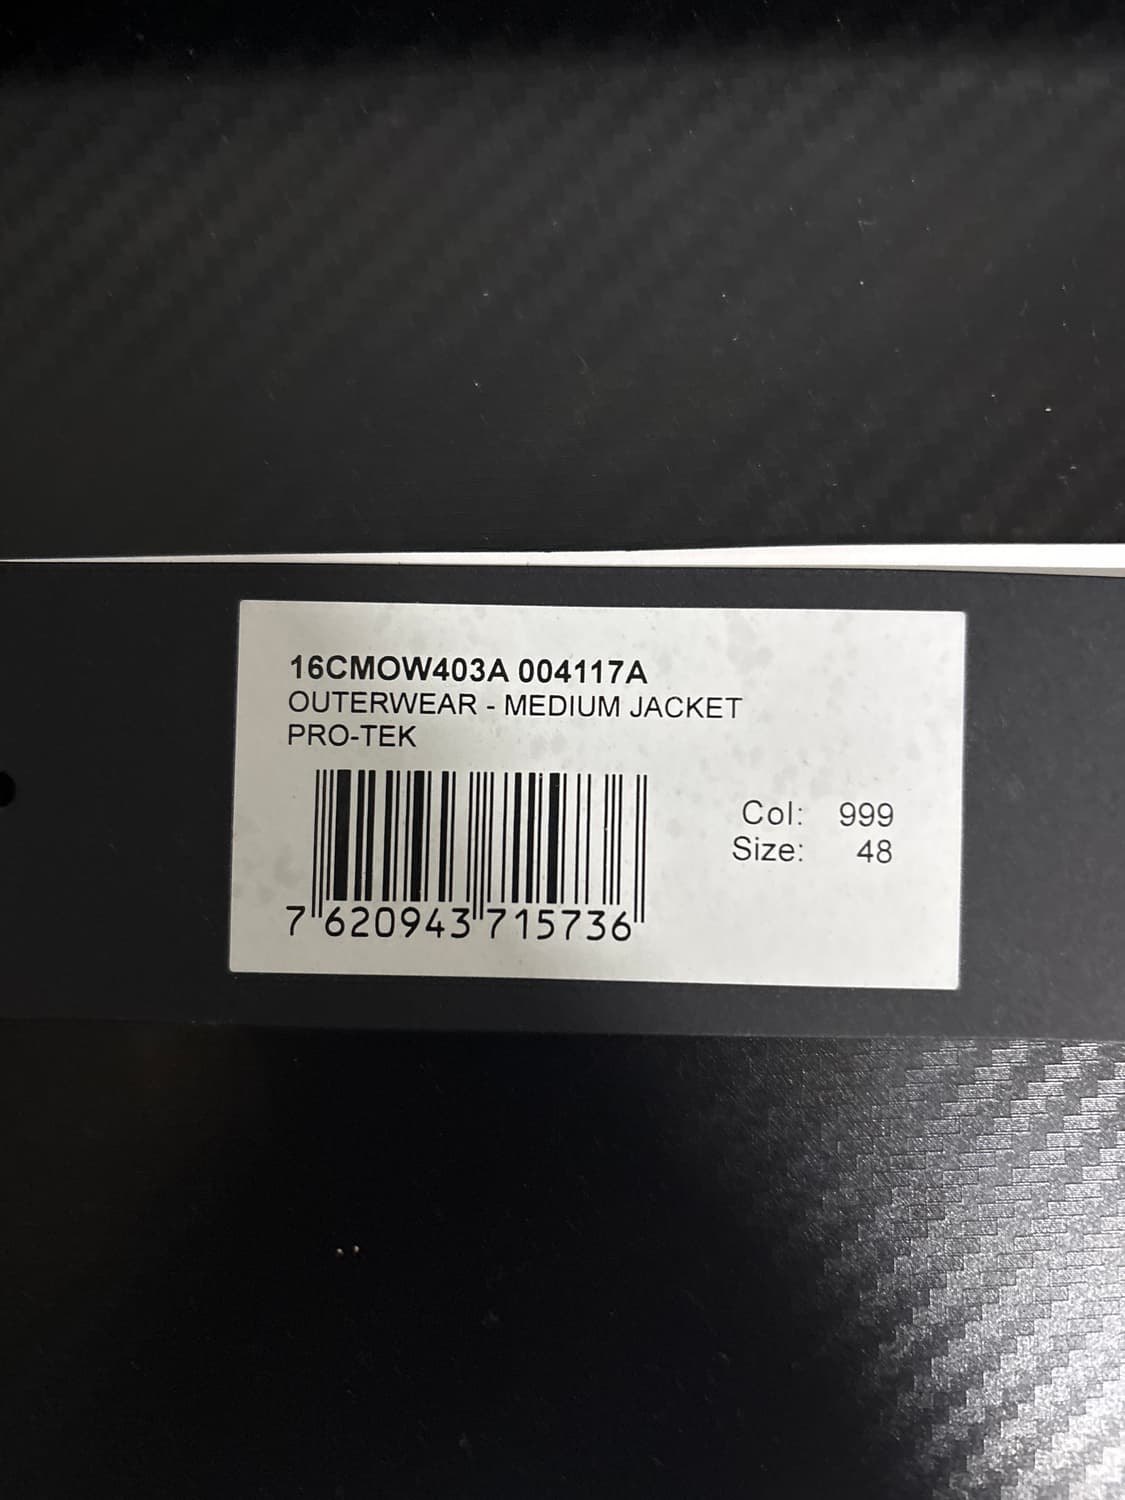 16CMOW403A 004117A
OUTERWEAR - MEDIUM JACKET
PRO-TEK
Col: 999
Size: 48
7 620943 715736